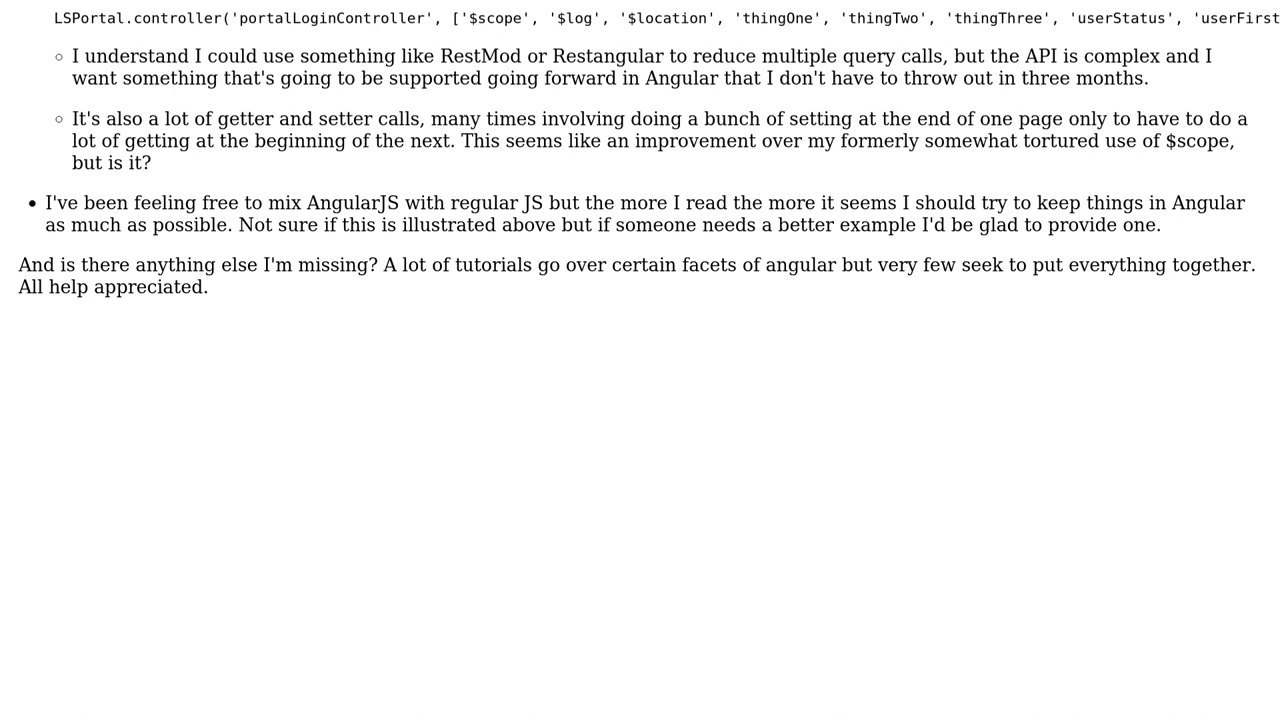 LSPortal.controller('portalLoginController', ['$scope', '$log', '$location', 'thingOne', 'thingTwo', 'thingThree', 'userStatus', 'userFirst
I understand I could use something like RestMod or Restangular to reduce multiple query calls, but the API is complex and I
want something that's going to be supported going forward in Angular that I don't have to throw out in three months.
It's also a lot of getter and setter calls, many times involving doing a bunch of setting at the end of one page only to have to do a
lot of getting at the beginning of the next. This seems like an improvement over my formerly somewhat tortured use of $scope,
but is it?
I've been feeling free to mix AngularJS with regular JS but the more I read the more it seems I should try to keep things in Angular
as much as possible. Not sure if this is illustrated above but if someone needs a better example I'd be glad to provide one.
And is there anything else I'm missing? A lot of tutorials go over certain facets of angular but very few seek to put everything together.
All help appreciated.